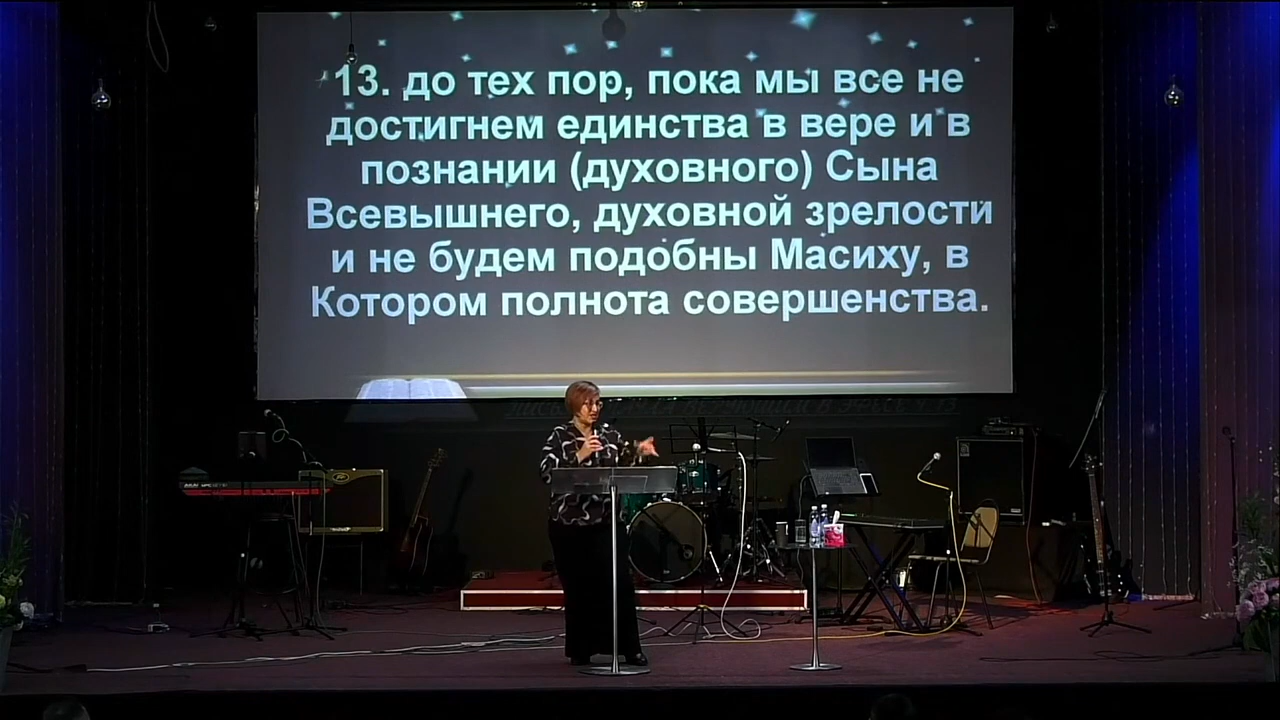 13. до тех пор, пока мы все не
достигнем единства в вере и в
познании (духовного) Сына
Всевышнего, духовной зрелости
и не будем подобны Масиху, в
Котором полнота совершенства.